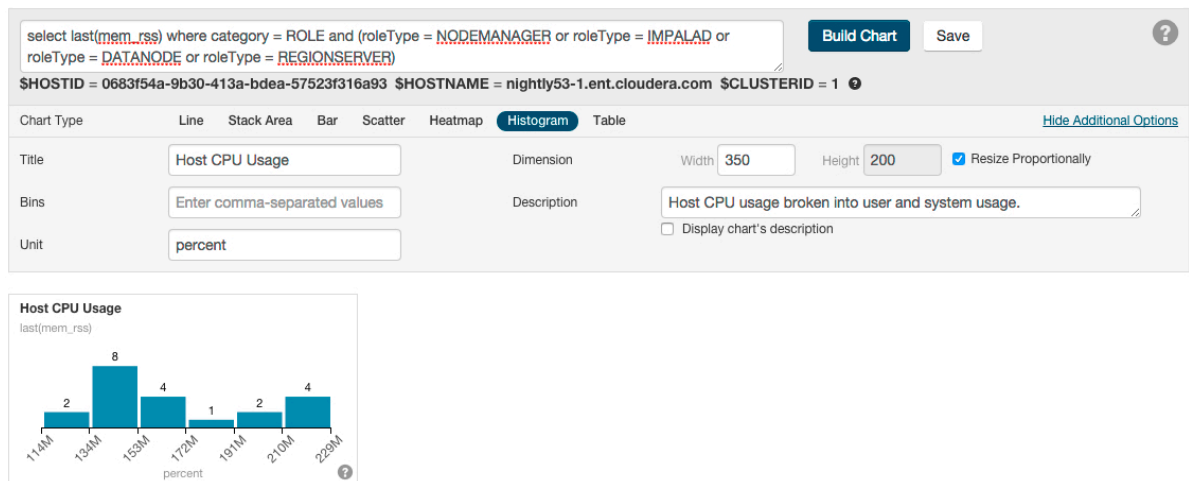 select last(mem_rss) where category = ROLE and (roleType = NODEMANAGER or roleType = IMPALAD or
roleType = DATANODE or roleType = REGIONSERVER)
Build Chart Save ?
$HOSTID = 0683f54a-9b30-413a-bdea-57523f316a93 $HOSTNAME = nightly53-1.ent.cloudera.com $CLUSTERID = 1 ?
Chart Type Line Stack Area Bar Scatter Heatmap Histogram Table Hide Additional Options
Title Host CPU Usage Dimension Width 350 Height 200 Resize Proportionally
Bins Enter comma-separated values Description Host CPU usage broken into user and system usage.
Display chart's description
Unit percent
Host CPU Usage
last(mem_rss)
2 8 4 1 2 4
114M 134M 153M 172M 191M 210M 229M
percent ?